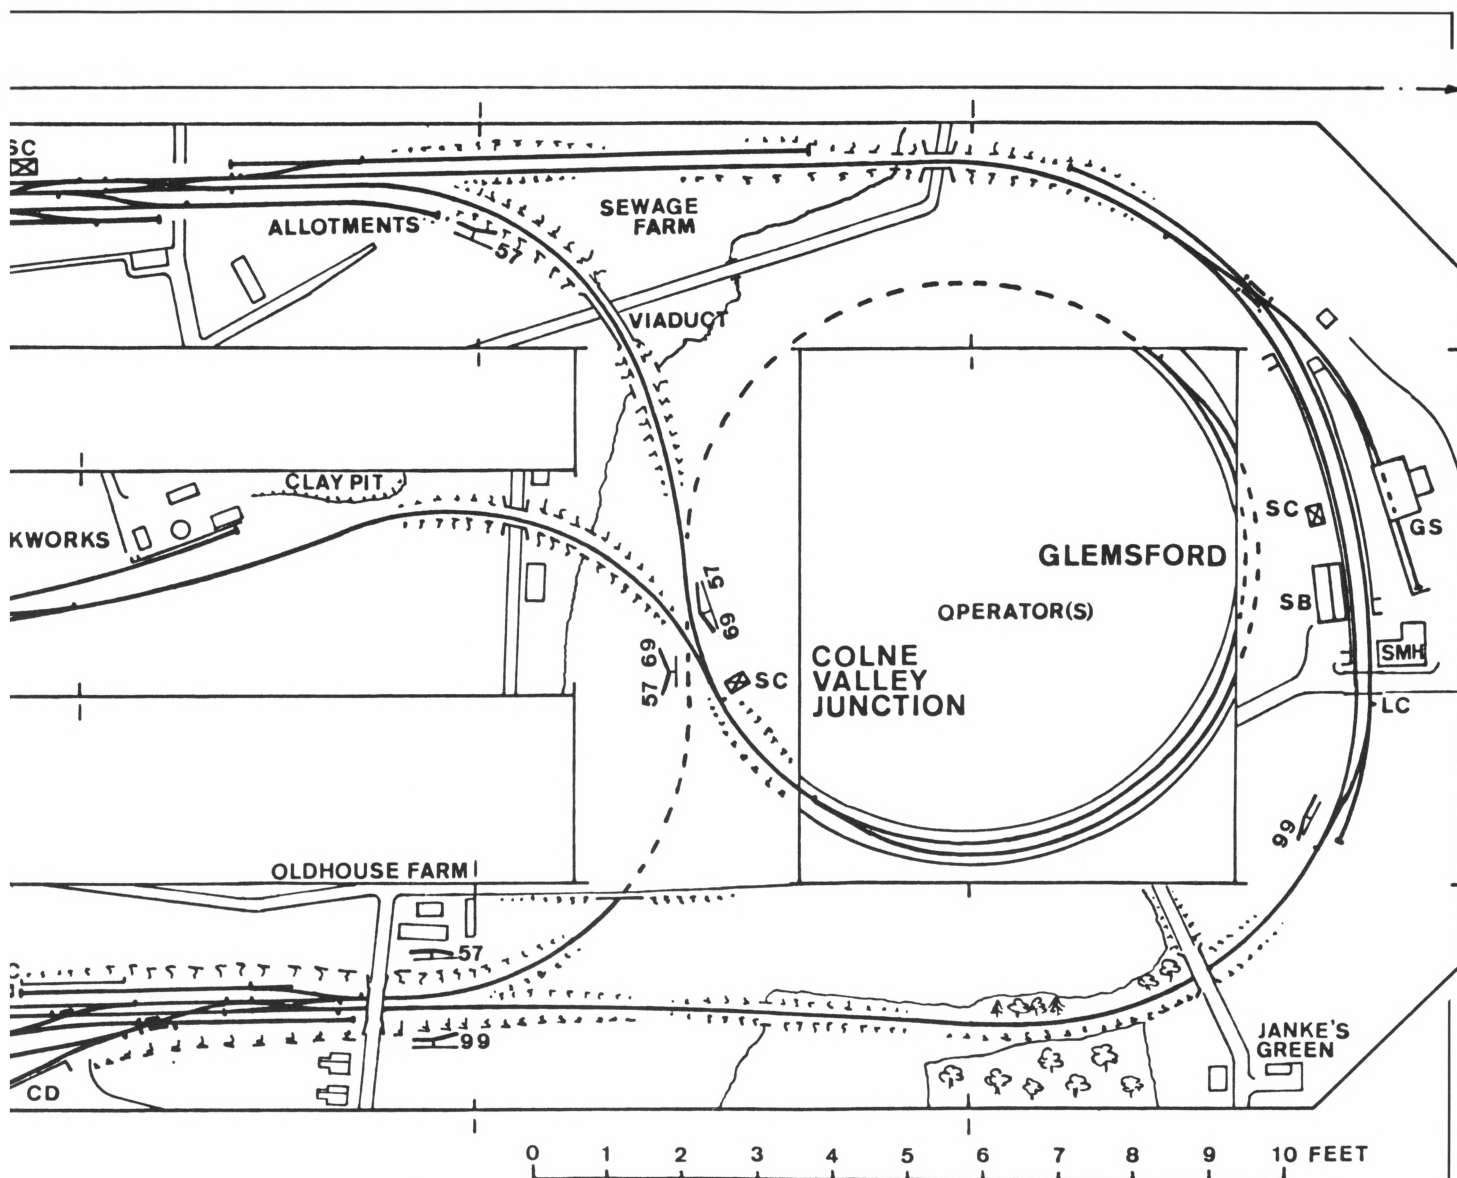 SC
ALLOTMENTS
57
SEWAGE
FARM
VIADUCT
CLAY PIT
KWORKS
SC
GS
GLEMSFORD
OPERATOR(S)
SB
SMH
LC
57
69
57 69
SC
COLNE
VALLEY
JUNCTION
99
OLDHOUSE FARM
57
99
C
CD
JANKE'S
GREEN
0 1 2 3 4 5 6 7 8 9 10 FEET